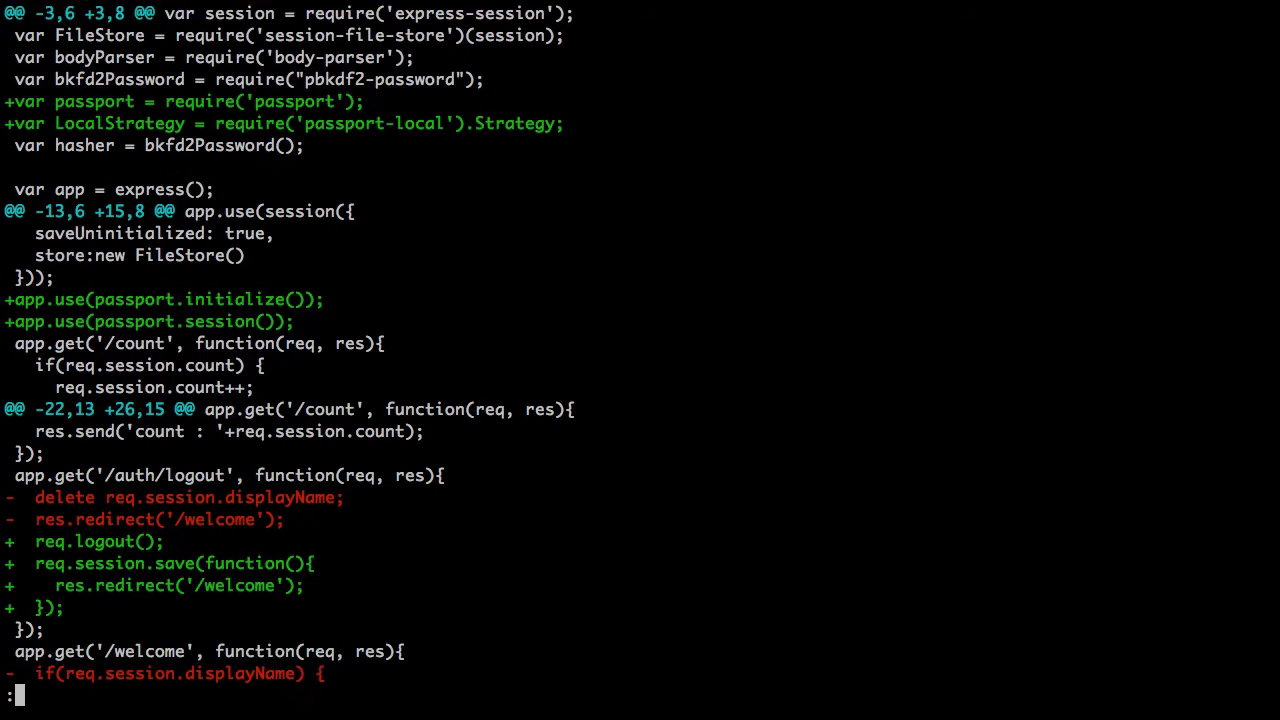 @@ -3,6 +3,8 @@ var session = require('express-session');
 var FileStore = require('session-file-store')(session);
 var bodyParser = require('body-parser');
 var bkfd2Password = require("pbkdf2-password");
+var passport = require('passport');
+var LocalStrategy = require('passport-local').Strategy;
 var hasher = bkfd2Password();

 var app = express();
@@ -13,6 +15,8 @@ app.use(session({
   saveUninitialized: true,
   store:new FileStore()
 }));
+app.use(passport.initialize());
+app.use(passport.session());
 app.get('/count', function(req, res){
   if(req.session.count) {
     req.session.count++;
@@ -22,13 +26,15 @@ app.get('/count', function(req, res){
   res.send('count : '+req.session.count);
 });
 app.get('/auth/logout', function(req, res){
-  delete req.session.displayName;
-  res.redirect('/welcome');
+  req.logout();
+  req.session.save(function(){
+    res.redirect('/welcome');
+  });
 });
 app.get('/welcome', function(req, res){
-  if(req.session.displayName) {
: